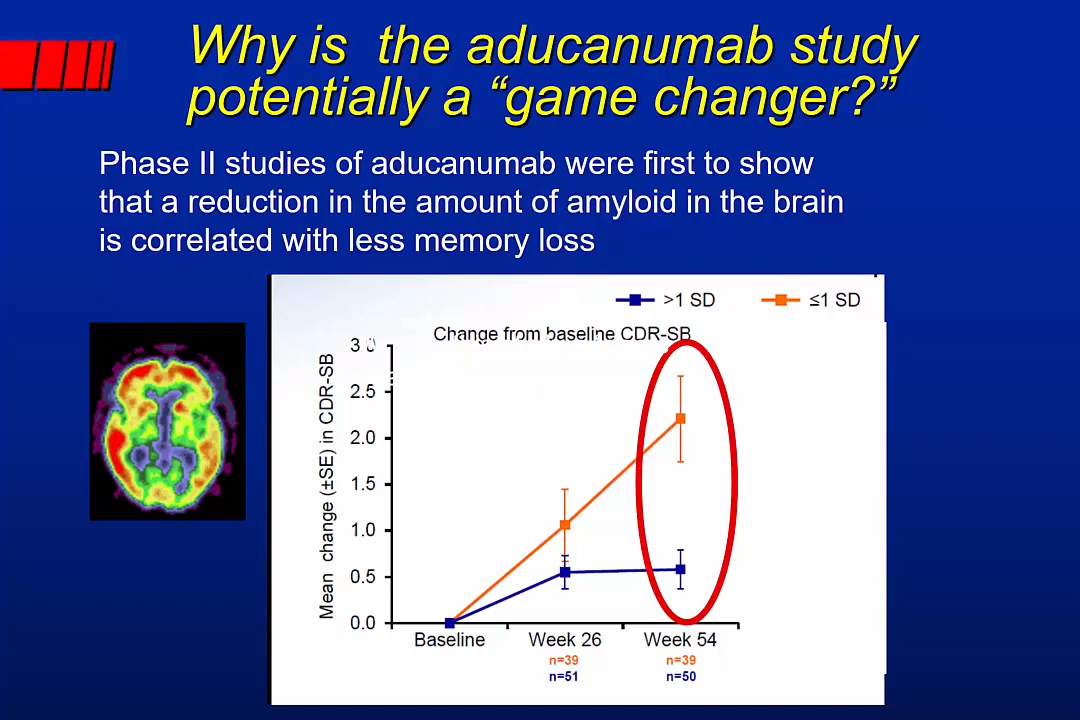 Why is the aducanumab study
potentially a “game changer?”
Phase II studies of aducanumab were first to show
that a reduction in the amount of amyloid in the brain
is correlated with less memory loss
>1 SD
≤1 SD
Change from baseline CDR-SB
Mean change (±SE) in CDR-SB
3.0
2.5
2.0
1.5
1.0
0.5
0.0
Baseline
Week 26
Week 54
n=39
n=39
n=51
n=50